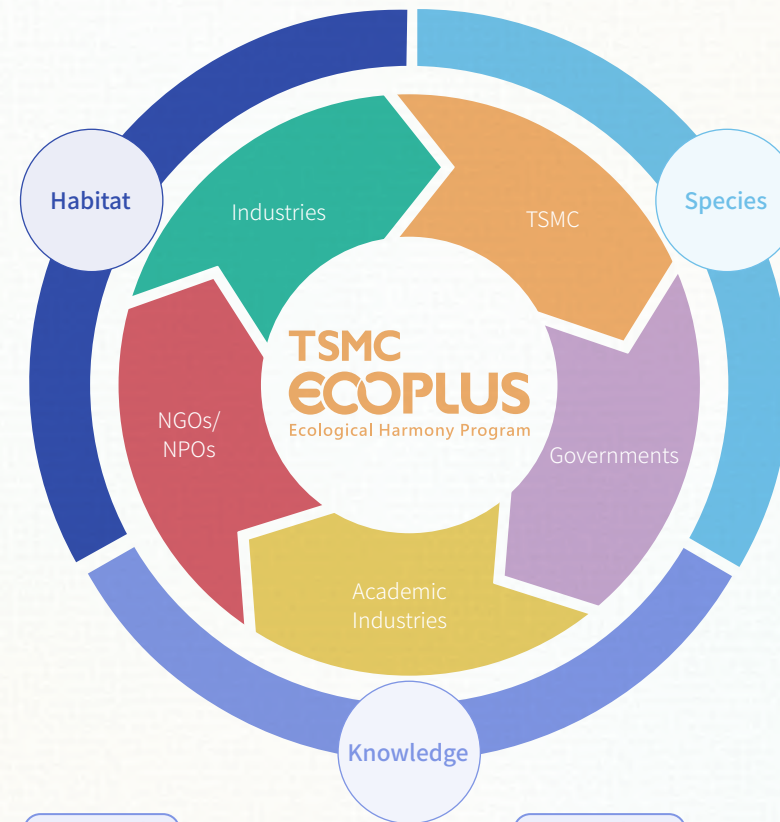 Habitat
Species
Industries
TSMC
TSMC
ECOPLUS
Ecological Harmony Program
NGOs/
NPOs
Governments
Academic
Industries
Knowledge